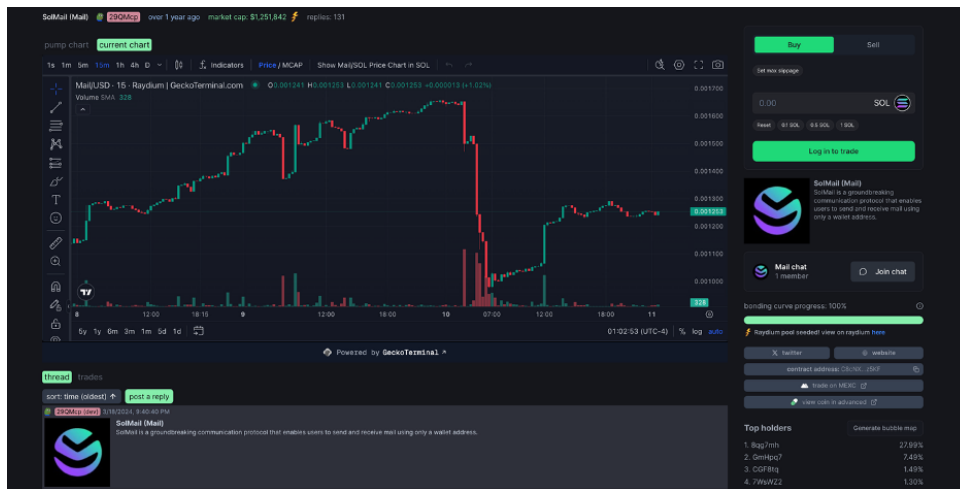 SolMail (Mail) 29QMcp over 1 year ago market cap: $1,251,842 replies: 131
pump chart current chart
1s 1m 5m 15m 1h 4h D Indicators Price / MCAP Show Mail/SOL Price Chart in SOL
Mail/USD · 15 · Raydium | GeckoTerminal.com O0.001241 H0.001253 L0.001241 C0.001253 +0.000013 (+1.02%)
Volume SMA 328
0.001700
0.001600
0.001500
0.001400
0.001300
0.001253
0.001200
0.001100
0.001000
328
8 12:00 18:15 9 12:00 18:00 10 07:00 12:00 18:00 11
5y 1y 6m 3m 1m 5d 1d 01:02:53 (UTC-4) % log auto
Powered by GeckoTerminal
thread trades
sort: time (oldest) post a reply
29QMcp (dev) 3/19/2024, 9:40:40 PM
SolMail (Mail)
SolMail is a groundbreaking communication protocol that enables users to send and receive mail using only a wallet address.
Buy Sell
Set max slippage
0.00 SOL
Reset 0.1 SOL 0.5 SOL 1 SOL
Log in to trade
SolMail (Mail)
SolMail is a groundbreaking
communication protocol that enables
users to send and receive mail using
only a wallet address.
Mail chat
1 member
Join chat
bonding curve progress: 100%
Raydium pool seeded! view on raydium here
twitter website
contract address:
trade on MEXC
view coin in advanced
Top holders Generate bubble map
1. Bqg7mh 27.99%
2. GmHpq7 7.49%
3. CGF8tq 1.49%
4. 7WsWZ2 1.30%